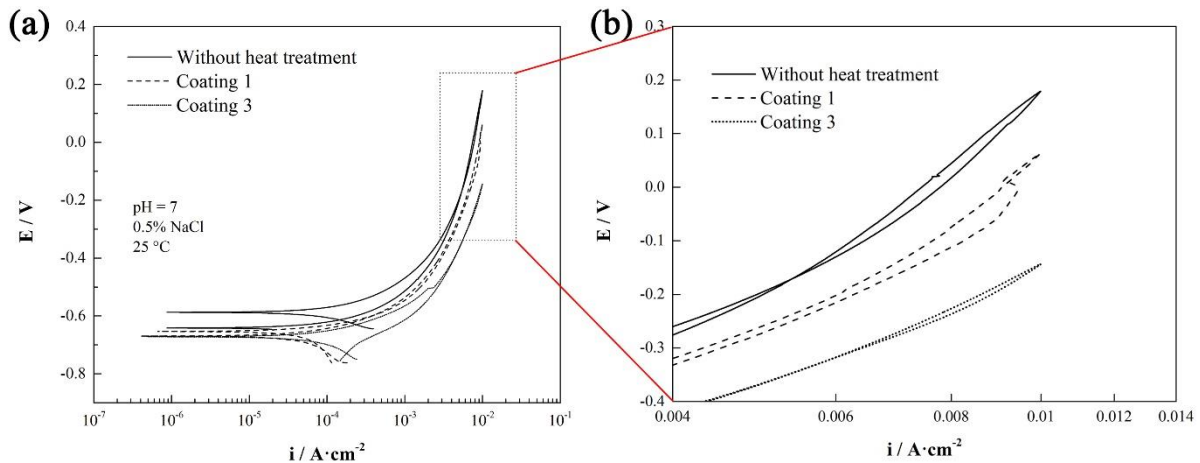 (a)
0.4
0.2
0.0
-0.2
-0.4
-0.6
-0.8
E / V
Without heat treatment
Coating 1
Coating 3
pH = 7
0.5% NaCl
25 °C
10⁻⁷
10⁻⁶
10⁻⁵
10⁻⁴
10⁻³
10⁻²
10⁻¹
i / A·cm⁻²
(b)
0.3
0.2
0.1
0.0
-0.1
-0.2
-0.3
-0.4
E / V
Without heat treatment
Coating 1
Coating 3
0.004
0.006
0.008
0.01
0.012
0.014
i / A·cm⁻²